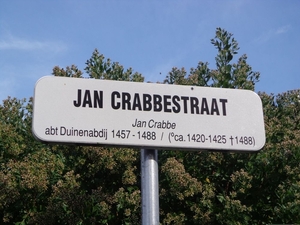 JAN CRABBESTRAAT
Jan Crabbe
abt Duinenabdij 1457 - 1488 / (°ca. 1420-1425 †1488)